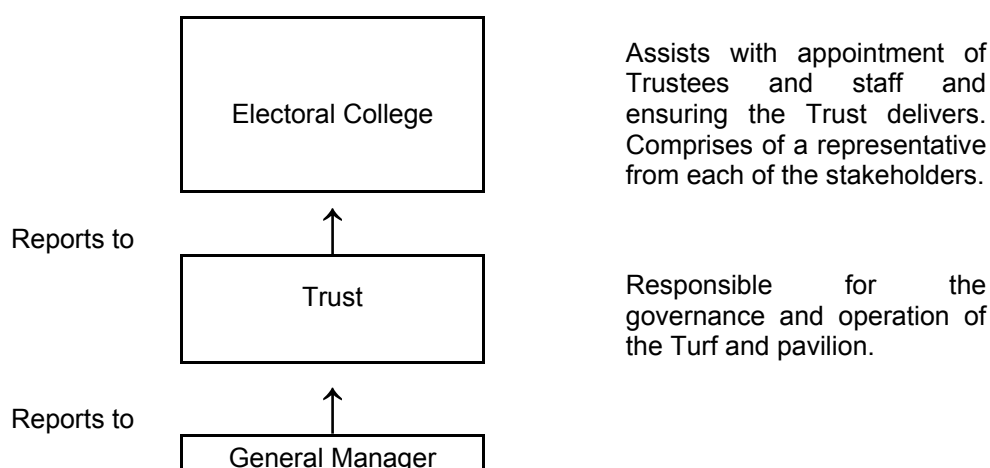 Electoral College
Assists with appointment of
Trustees and staff and
ensuring the Trust delivers.
Comprises of a representative
from each of the stakeholders.
Reports to
Trust
Responsible for the
governance and operation of
the Turf and pavilion.
Reports to
General Manager